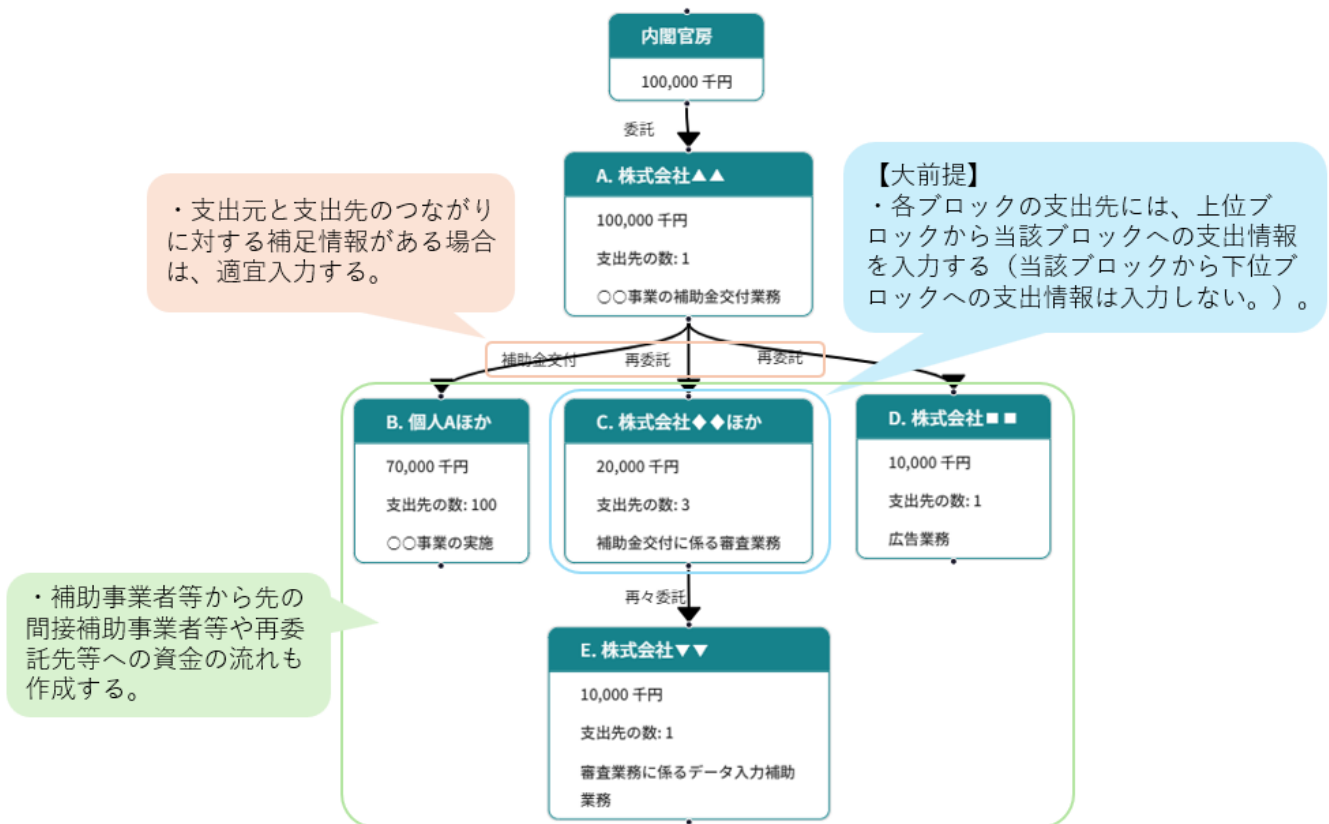 内閣官房
100,000 千円
委託
A. 株式会社▲▲
100,000 千円
支出先の数: 1
○○事業の補助金交付業務
・支出元と支出先のつながり
に対する補足情報がある場合
は、適宜入力する。
【大前提】
・各ブロックの支出先には、上位ブ
ロックから当該ブロックへの支出情報
を入力する（当該ブロックから下位ブ
ロックへの支出情報は入力しない。）。
補助金交付
再委託
再委託
B. 個人Aほか
70,000 千円
支出先の数: 100
○○事業の実施
C. 株式会社◆◆ほか
20,000 千円
支出先の数: 3
補助金交付に係る審査業務
D. 株式会社■■
10,000 千円
支出先の数: 1
広告業務
・補助事業者等から先の
間接補助事業者等や再委
託先等への資金の流れも
作成する。
再々委託
E. 株式会社▼▼
10,000 千円
支出先の数: 1
審査業務に係るデータ入力補助
業務